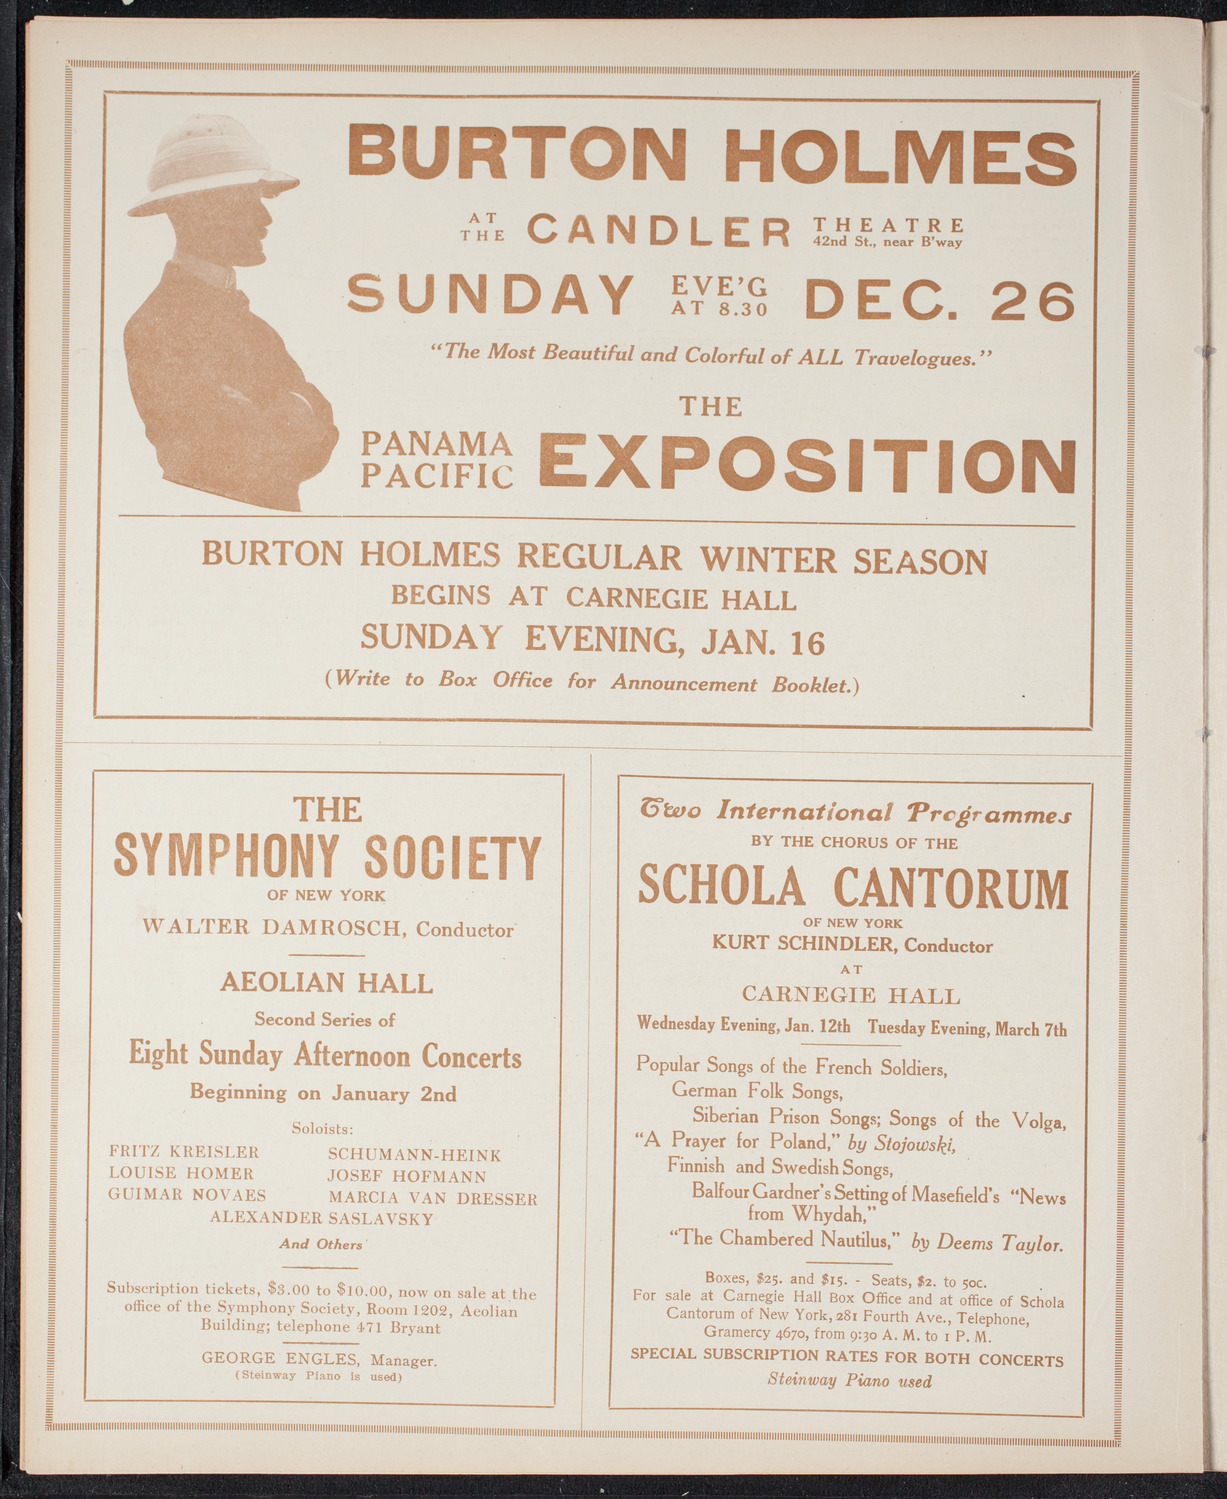 BURTON HOLMES
AT THE CANDLER THEATRE 42nd St., near B'way
SUNDAY EVE'G AT 8.30 DEC. 26
"The Most Beautiful and Colorful of ALL Travelogues."
THE
PANAMA PACIFIC EXPOSITION
BURTON HOLMES REGULAR WINTER SEASON
BEGINS AT CARNEGIE HALL
SUNDAY EVENING, JAN. 16
(Write to Box Office for Announcement Booklet.)
THE
SYMPHONY SOCIETY
OF NEW YORK
WALTER DAMROSCH, Conductor
AEOLIAN HALL
Second Series of
Eight Sunday Afternoon Concerts
Beginning on January 2nd
Soloists:
FRITZ KREISLER SCHUMANN-HEINK
LOUISE HOMER JOSEF HOFMANN
GUIMAR NOVAES MARCIA VAN DRESSER
ALEXANDER SASLAVSKY
And Others
Subscription tickets, $3.00 to $10.00, now on sale at the
office of the Symphony Society, Room 1202, Aeolian
Building; telephone 471 Bryant
GEORGE ENGLES, Manager.
(Steinway Piano is used)
Two International Programmes
BY THE CHORUS OF THE
SCHOLA CANTORUM
OF NEW YORK
KURT SCHINDLER, Conductor
AT
CARNEGIE HALL
Wednesday Evening, Jan. 12th Tuesday Evening, March 7th
Popular Songs of the French Soldiers,
German Folk Songs,
Siberian Prison Songs; Songs of the Volga,
"A Prayer for Poland," by Stojowski,
Finnish and Swedish Songs,
Balfour Gardner's Setting of Masefield's "News
from Whydah,"
"The Chambered Nautilus," by Deems Taylor.
Boxes, $25. and $15. - Seats, $2. to 50c.
For sale at Carnegie Hall Box Office and at office of Schola
Cantorum of New York, 281 Fourth Ave., Telephone,
Gramercy 4670, from 9:30 A. M. to 1 P. M.
SPECIAL SUBSCRIPTION RATES FOR BOTH CONCERTS
Steinway Piano used